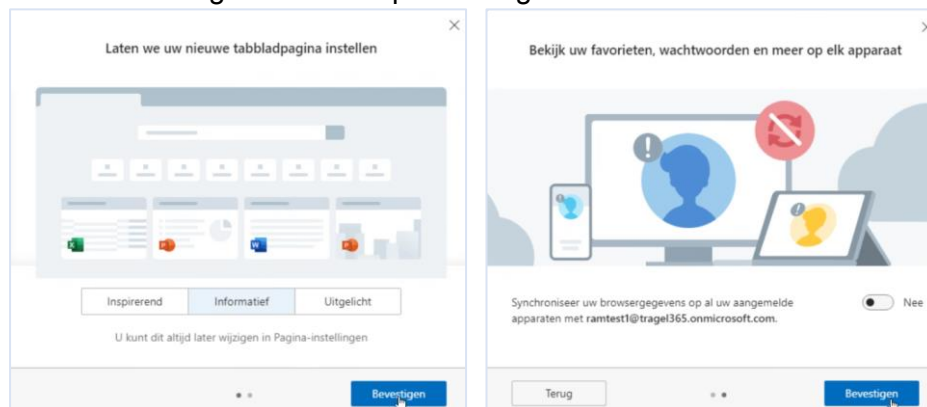 Laten we uw nieuwe tabbladpagina instellen
Inspirerend
Informatief
Uitgelicht
U kunt dit altijd later wijzigen in Pagina-instellingen
Bevestigen
Bekijk uw favorieten, wachtwoorden en meer op elk apparaat
Synchroniseer uw browsergegevens op al uw aangemelde
apparaten met ramtest1@tragel365.onmicrosoft.com.
Nee
Terug
Bevestigen